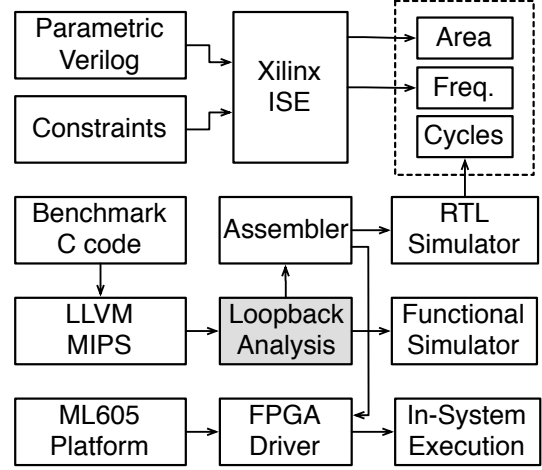 Parametric
Verilog
Xilinx
ISE
Area
Freq.
Cycles
Constraints
Benchmark
C code
Assembler
RTL
Simulator
LLVM
MIPS
Loopback
Analysis
Functional
Simulator
ML605
Platform
FPGA
Driver
In-System
Execution